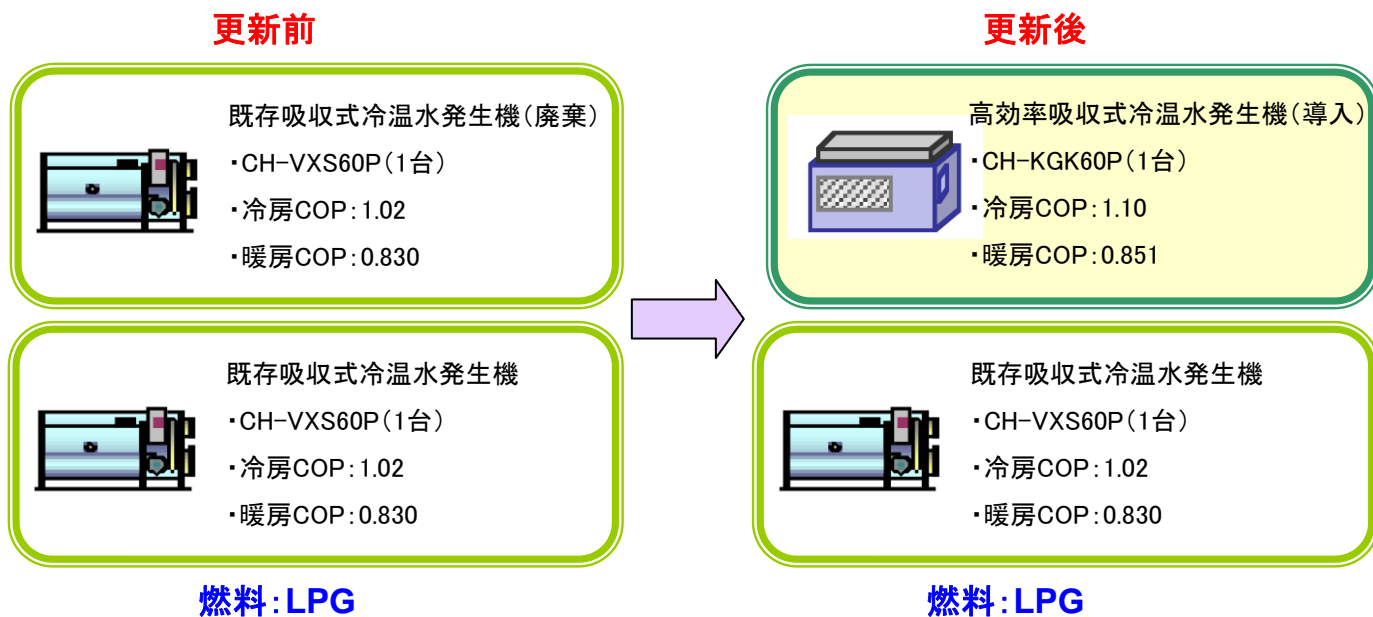 更新前
既存吸収式冷温水発生機(廃棄)
・CH-VXS60P(1台)
・冷房COP:1.02
・暖房COP:0.830
既存吸収式冷温水発生機
・CH-VXS60P(1台)
・冷房COP:1.02
・暖房COP:0.830
燃料:LPG
更新後
高効率吸収式冷温水発生機(導入)
・CH-KGK60P(1台)
・冷房COP:1.10
・暖房COP:0.851
既存吸収式冷温水発生機
・CH-VXS60P(1台)
・冷房COP:1.02
・暖房COP:0.830
燃料:LPG